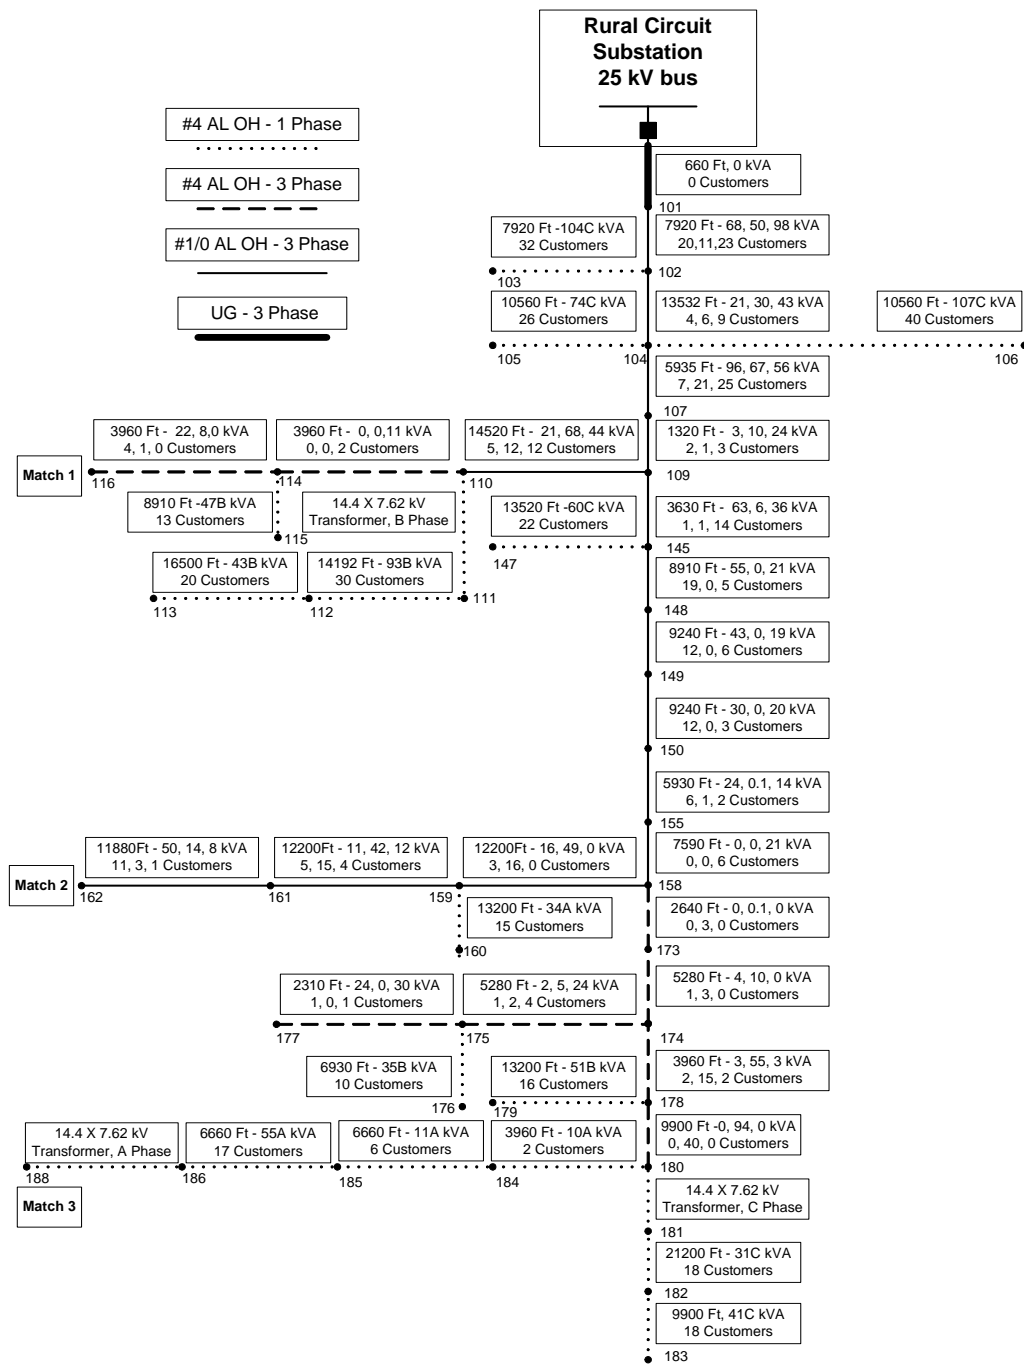 Rural Circuit
Substation
25 kV bus
#4 AL OH - 1 Phase
#4 AL OH - 3 Phase
#1/0 AL OH - 3 Phase
UG - 3 Phase
660 Ft, 0 kVA
0 Customers
101
7920 Ft -104C kVA
32 Customers
7920 Ft - 68, 50, 98 kVA
20,11,23 Customers
103
102
10560 Ft - 74C kVA
26 Customers
13532 - 21, 30, 43 kVA
4, 6, 9 Customers
10560 Ft - 107C kVA
40 Customers
105
104
106
5935 Ft - 96, 67, 56 kVA
7, 21, 25 Customers
107
3960 Ft - 22, 8,0 kVA
4, 1, 0 Customers
3960 Ft - 0, 0,11 kVA
0, 0, 2 Customers
14520 Ft - 21, 68, 44 kVA
5, 12, 12 Customers
1320 Ft - 3, 10, 24 kVA
2, 1, 3 Customers
Match 1
116
114
110
109
8910 Ft -47B kVA
13 Customers
14.4 X 7.62 kV
Transformer, B Phase
13520 Ft -60C kVA
22 Customers
3630 Ft - 63, 6, 36 kVA
1, 1, 14 Customers
115
147
145
16500 Ft - 43B kVA
20 Customers
14192 Ft - 93B kVA
30 Customers
8910 Ft - 55, 0, 21 kVA
19, 0, 5 Customers
113
112
111
148
9240 Ft - 43, 0, 19 kVA
12, 0, 6 Customers
149
9240 Ft - 30, 0, 20 kVA
12, 0, 3 Customers
150
5930 Ft - 24, 0.1, 14 kVA
6, 1, 2 Customers
155
11880Ft - 50, 14, 8 kVA
11, 3, 1 Customers
12200Ft - 11, 42, 12 kVA
5, 15, 4 Customers
12200Ft - 16, 49, 0 kVA
3, 16, 0 Customers
7590 Ft - 0, 0, 21 kVA
0, 0, 6 Customers
Match 2
162
161
159
158
13200 Ft - 34A kVA
15 Customers
2640 Ft - 0, 0.1, 0 kVA
0, 3, 0 Customers
160
173
2310 Ft - 24, 0, 30 kVA
1, 0, 1 Customers
5280 Ft - 2, 5, 24 kVA
1, 2, 4 Customers
5280 Ft - 4, 10, 0 kVA
1, 3, 0 Customers
177
175
174
6930 Ft - 35B kVA
10 Customers
13200 Ft - 51B kVA
16 Customers
3960 Ft - 3, 55, 3 kVA
2, 15, 2 Customers
176
179
178
14.4 X 7.62 kV
Transformer, A Phase
6660 Ft - 55A kVA
17 Customers
6660 Ft - 11A kVA
6 Customers
3960 Ft - 10A kVA
2 Customers
9900 Ft -0, 94, 0 kVA
0, 40, 0 Customers
188
186
185
184
180
Match 3
14.4 X 7.62 kV
Transformer, C Phase
181
21200 Ft - 31C kVA
18 Customers
182
9900 Ft, 41C kVA
18 Customers
183